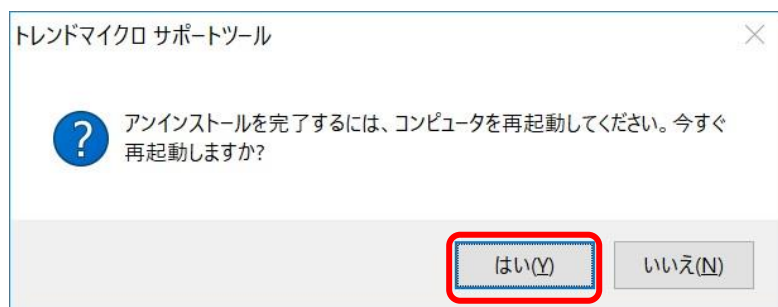 トレンドマイクロ サポートツール
アンインストールを完了するには、コンピュータを再起動してください。今すぐ
再起動しますか?
はい(Y)
いいえ(N)